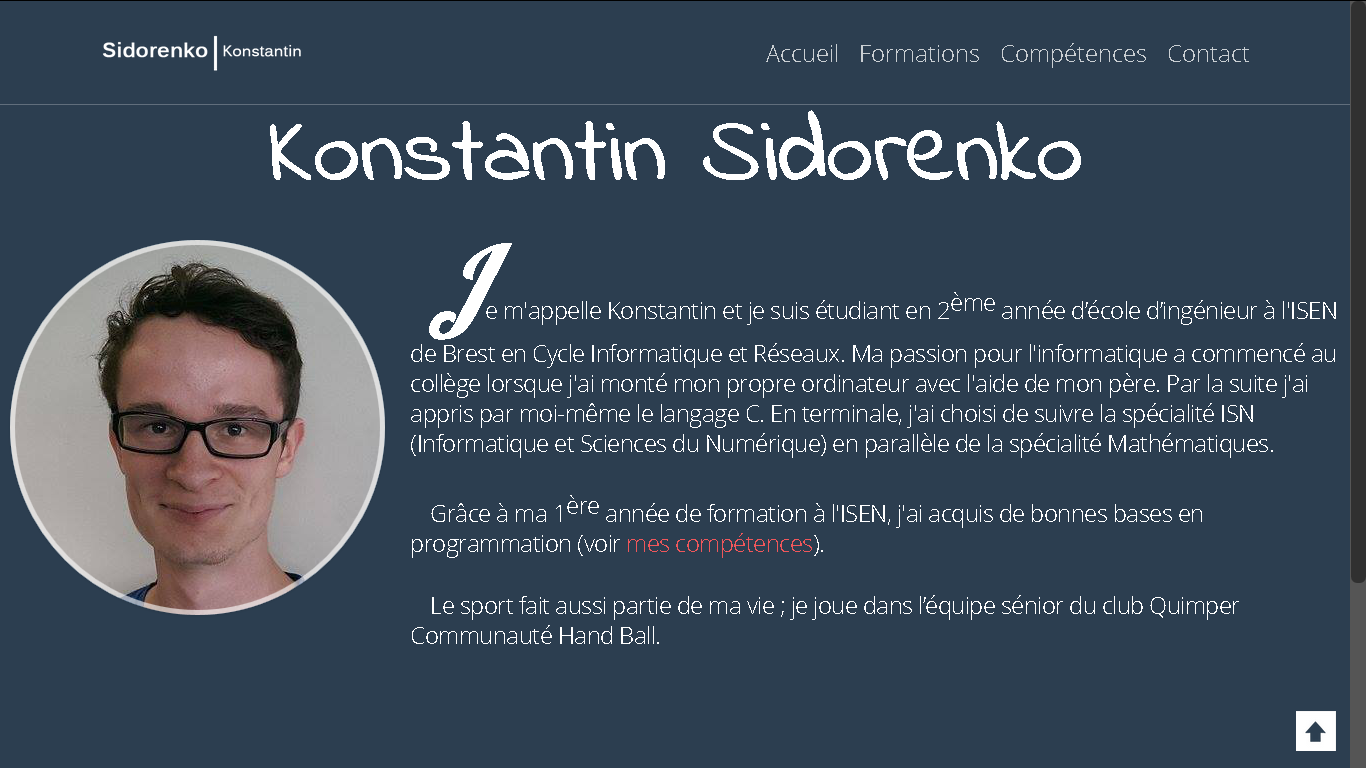 Sidorenko | Konstantin
Accueil Formations Compétences Contact
Konstantin Sidorenko
Je m'appelle Konstantin et je suis étudiant en 2ème année d’école d’ingénieur à l'ISEN
de Brest en Cycle Informatique et Réseaux. Ma passion pour l'informatique a commencé au
collège lorsque j'ai monté mon propre ordinateur avec l'aide de mon père. Par la suite j'ai
appris par moi-même le langage C. En terminale, j'ai choisi de suivre la spécialité ISN
(Informatique et Sciences du Numérique) en parallèle de la spécialité Mathématiques.
Grâce à ma 1ère année de formation à l'ISEN, j'ai acquis de bonnes bases en
programmation (voir mes compétences).
Le sport fait aussi partie de ma vie ; je joue dans l’équipe sénior du club Quimper
Communauté Hand Ball.